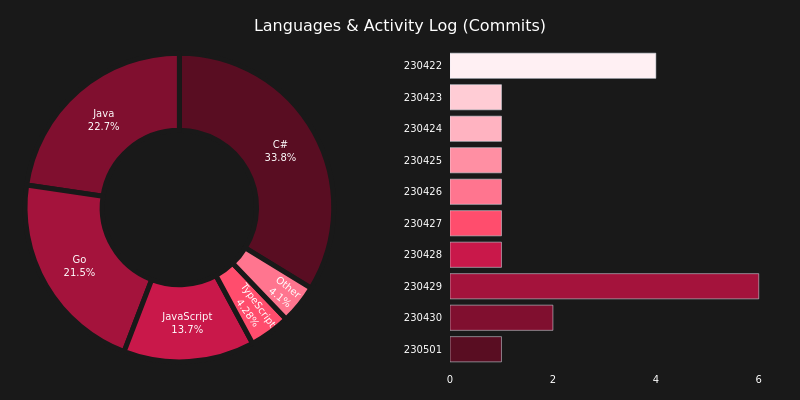 Languages & Activity Log (Commits)
Java
22.7%
C#
33.8%
Go
21.5%
JavaScript
13.7%
TypeScript
4.28%
Other
4.1%
230422
230423
230424
230425
230426
230427
230428
230429
230430
230501
0 2 4 6